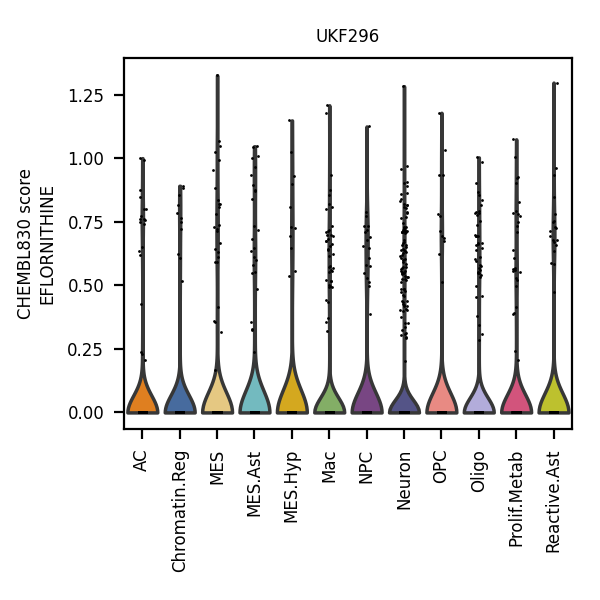 UKF296
CHEMBL830 score
EFLORNITHINE
1.25
1.00
0.75
0.50
0.25
0.00
AC
Chromatin.Reg
MES
MES.Ast
MES.Hyp
Mac
NPC
Neuron
OPC
Oligo
Prolif.Metab
Reactive.Ast